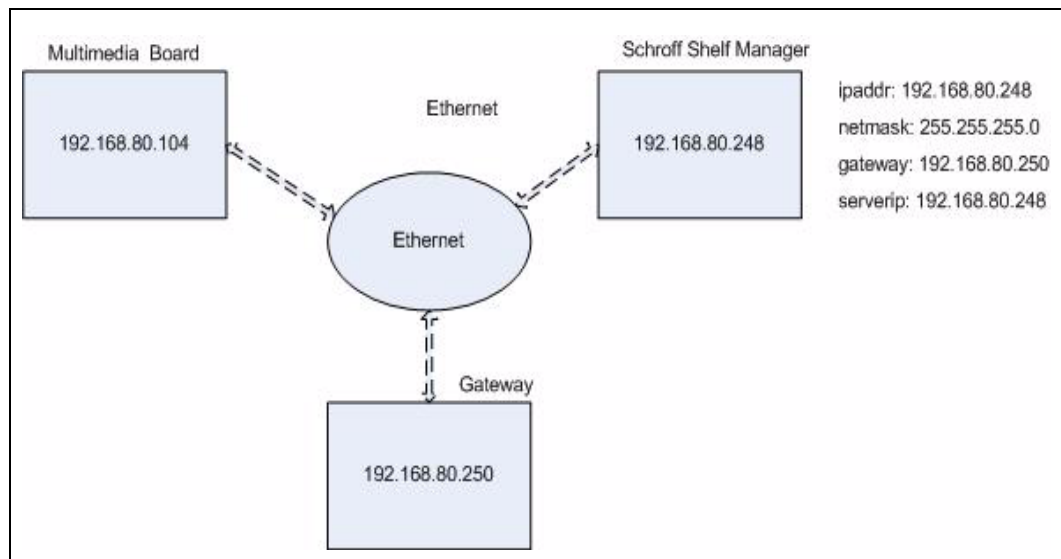 Multimedia Board
Schroff Shelf Manager
Ethernet
192.168.80.104
192.168.80.248
ipaddr: 192.168.80.248
netmask: 255.255.255.0
gateway: 192.168.80.250
serverip: 192.168.80.248
Ethernet
Gateway
192.168.80.250